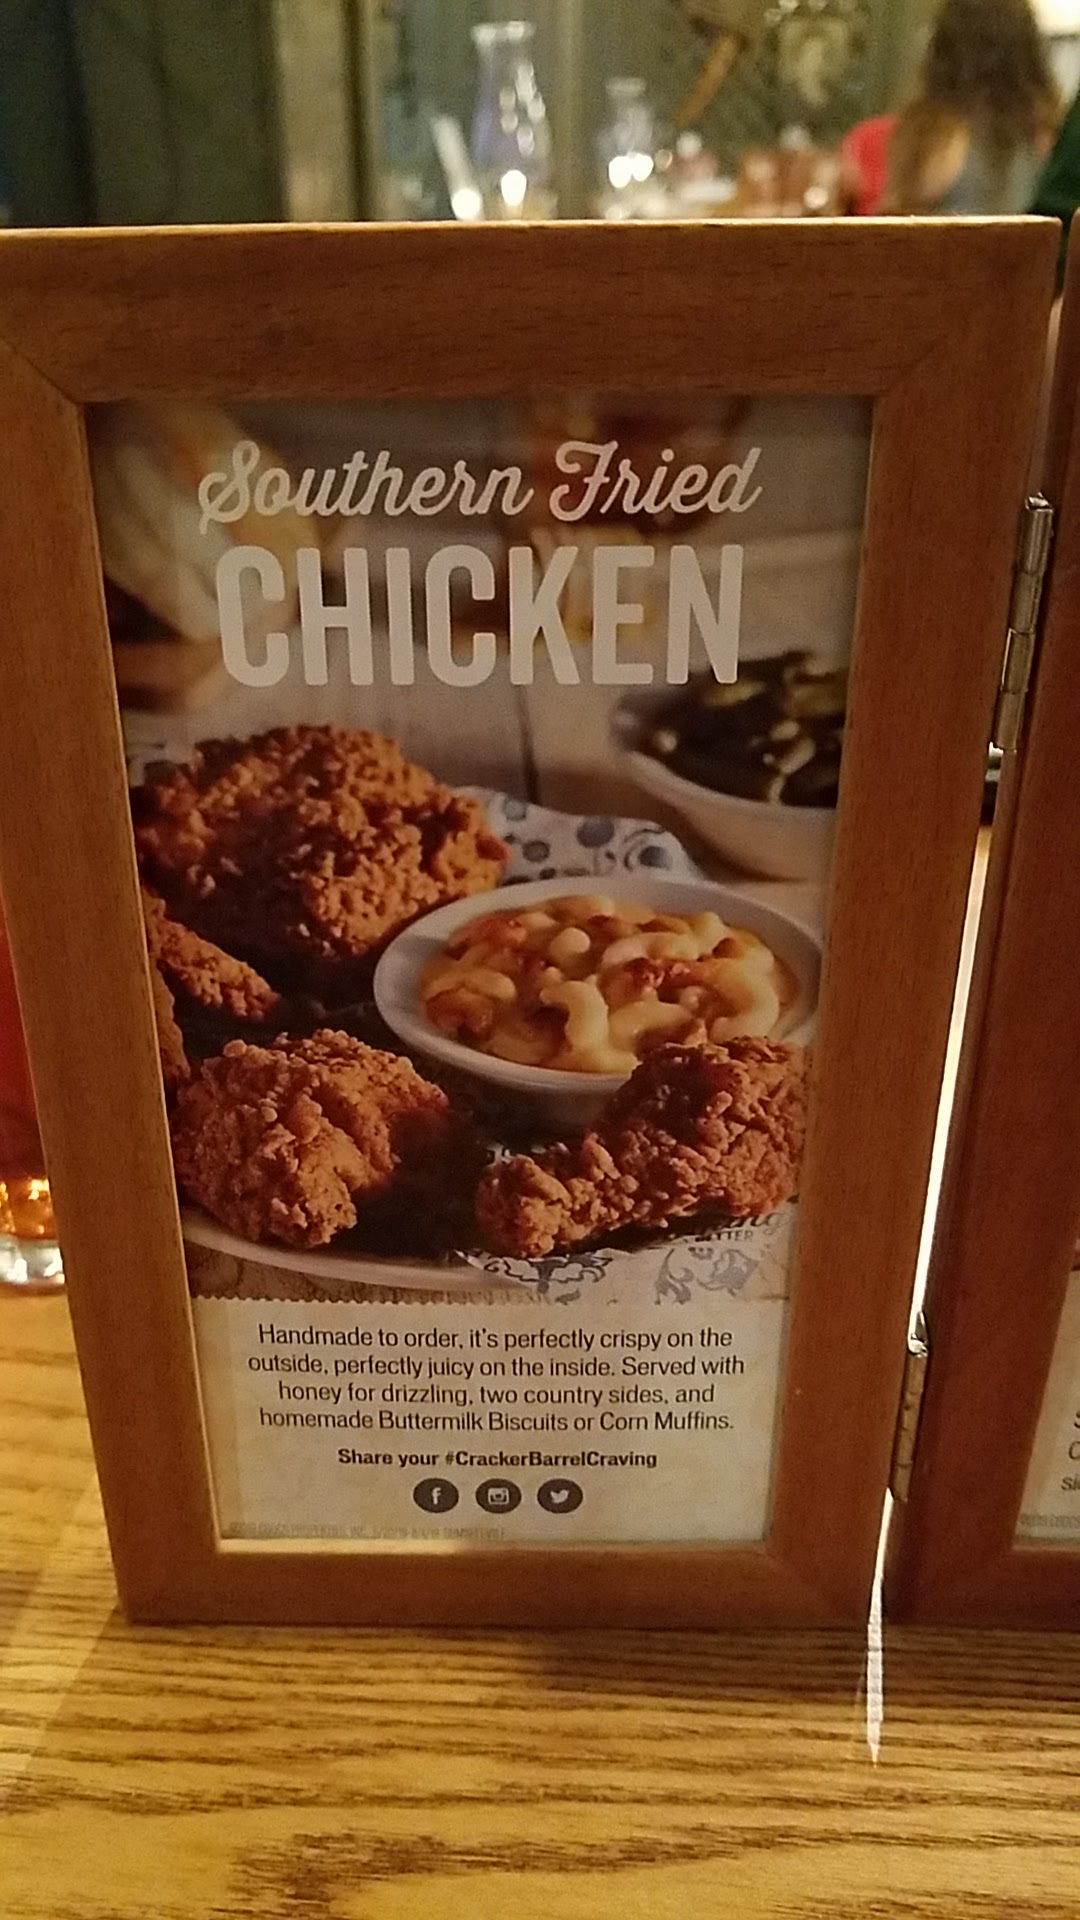 Southern Fried
CHICKEN
Handmade to order, it's perfectly crispy on the
outside, perfectly juicy on the inside. Served with
honey for drizzling, two country sides, and
homemade Buttermilk Biscuits or Corn Muffins.
Share your #CrackerBarrelCraving